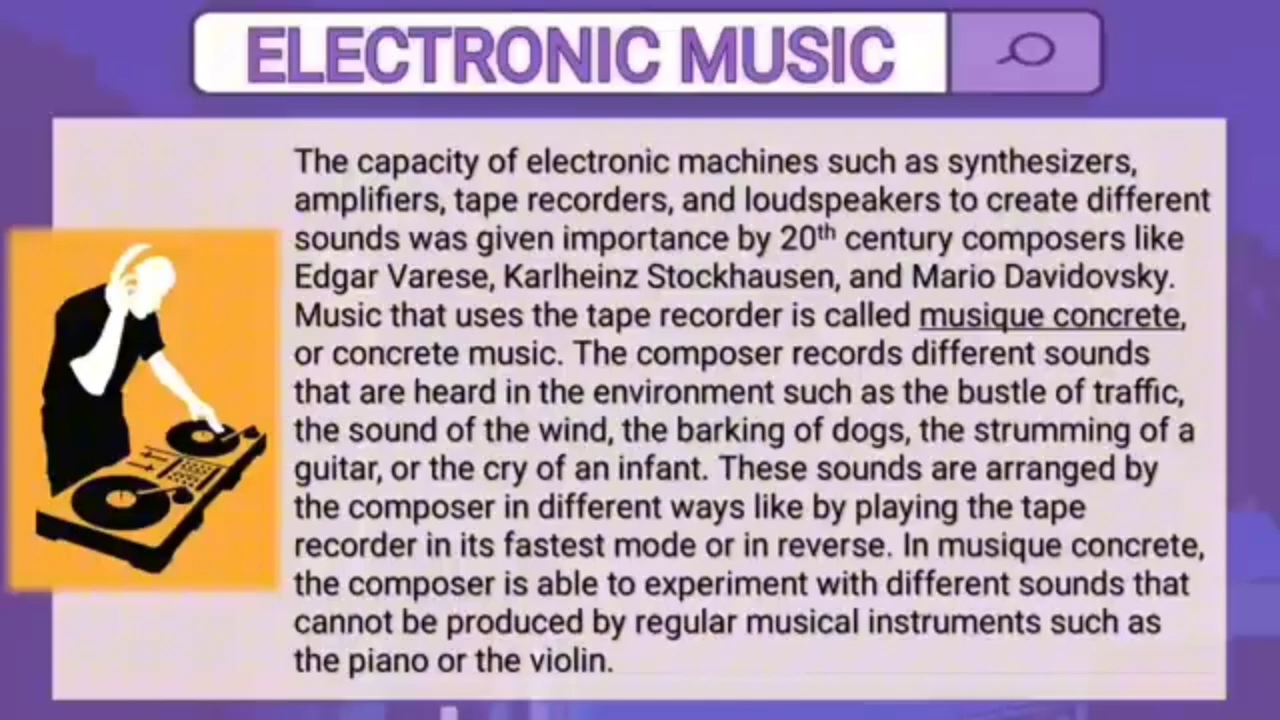 ELECTRONIC MUSIC
The capacity of electronic machines such as synthesizers,
amplifiers, tape recorders, and loudspeakers to create different
sounds was given importance by 20th century composers like
Edgar Varese, Karlheinz Stockhausen, and Mario Davidovsky.
Music that uses the tape recorder is called musique concrete,
or concrete music. The composer records different sounds
that are heard in the environment such as the bustle of traffic,
the sound of the wind, the barking of dogs, the strumming of a
guitar, or the cry of an infant. These sounds are arranged by
the composer in different ways like by playing the tape
recorder in its fastest mode or in reverse. In musique concrete,
the composer is able to experiment with different sounds that
cannot be produced by regular musical instruments such as
the piano or the violin.